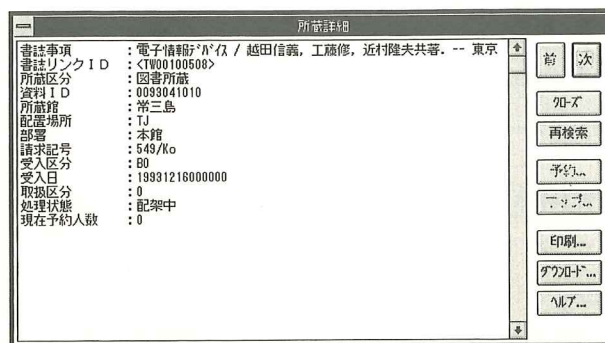 所蔵詳細
書誌事項 : 電子情報ﾃﾞﾊﾞｲｽ / 越田信義, 工藤修, 近村隆夫共著. -- 東京
書誌リンクＩＤ : <TW00100508>
所蔵区分 : 図書所蔵
資料ＩＤ : 0093041010
所蔵館 : 常三島
配置場所 : TJ
部署 : 本館
請求記号 : 549/Ko
受入区分 : B0
受入日 : 19931216000000
取扱区分 : 0
処理状態 : 配架中
現在予約人数 : 0
前 次
ｸﾛｰｽﾞ
再検索
予約...
印刷...
ﾀﾞｳﾝﾛｰﾄﾞ...
ﾍﾙﾌﾟ...